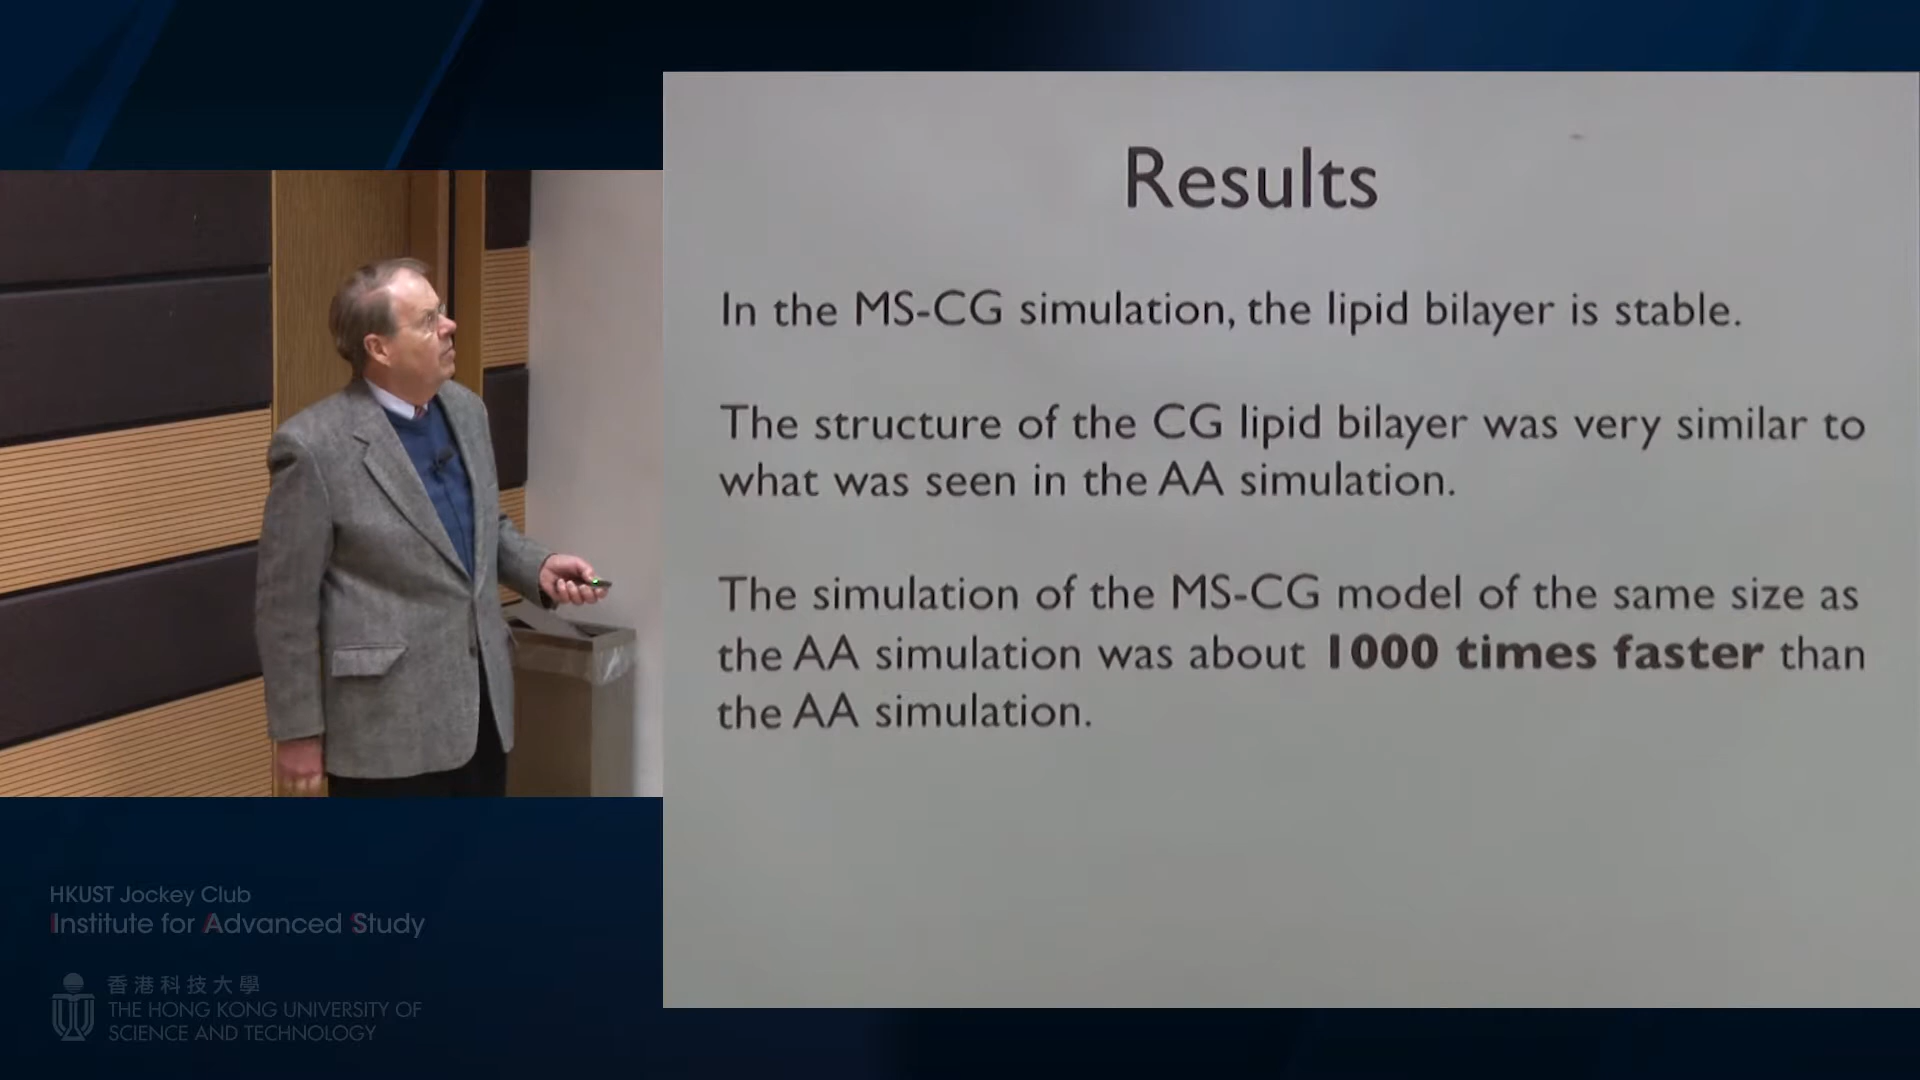 Results
In the MS-CG simulation, the lipid bilayer is stable.
The structure of the CG lipid bilayer was very similar to
what was seen in the AA simulation.
The simulation of the MS-CG model of the same size as
the AA simulation was about 1000 times faster than
the AA simulation.
HKUST Jockey Club
Institute for Advanced Study
香港科技大學
THE HONG KONG UNIVERSITY OF
SCIENCE AND TECHNOLOGY